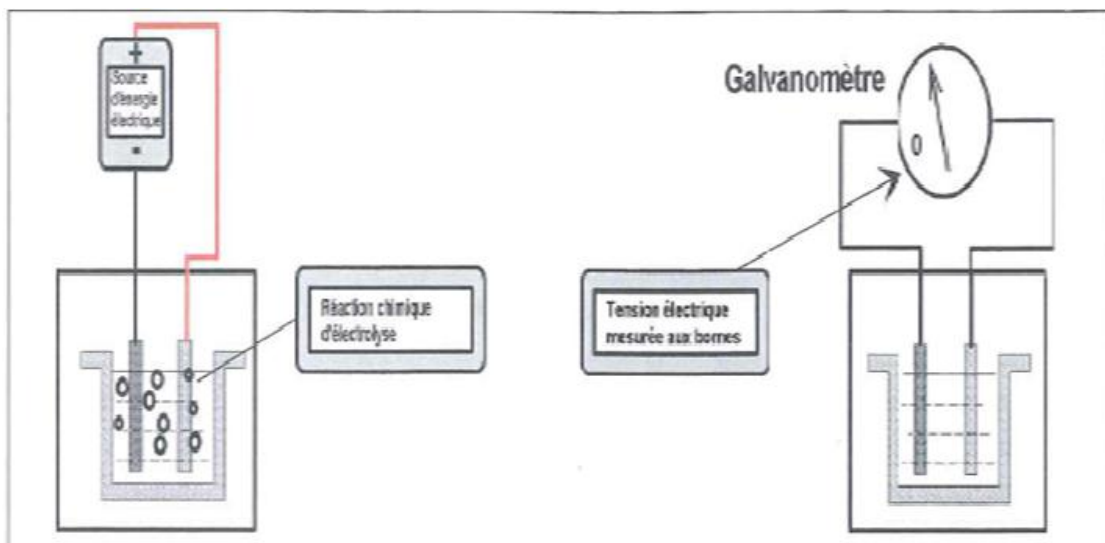 +
Source
d'énergie
électrique
-
Galvanomètre
0
Réaction chimique
d'électrolyse
Tension électrique
mesurée aux bornes